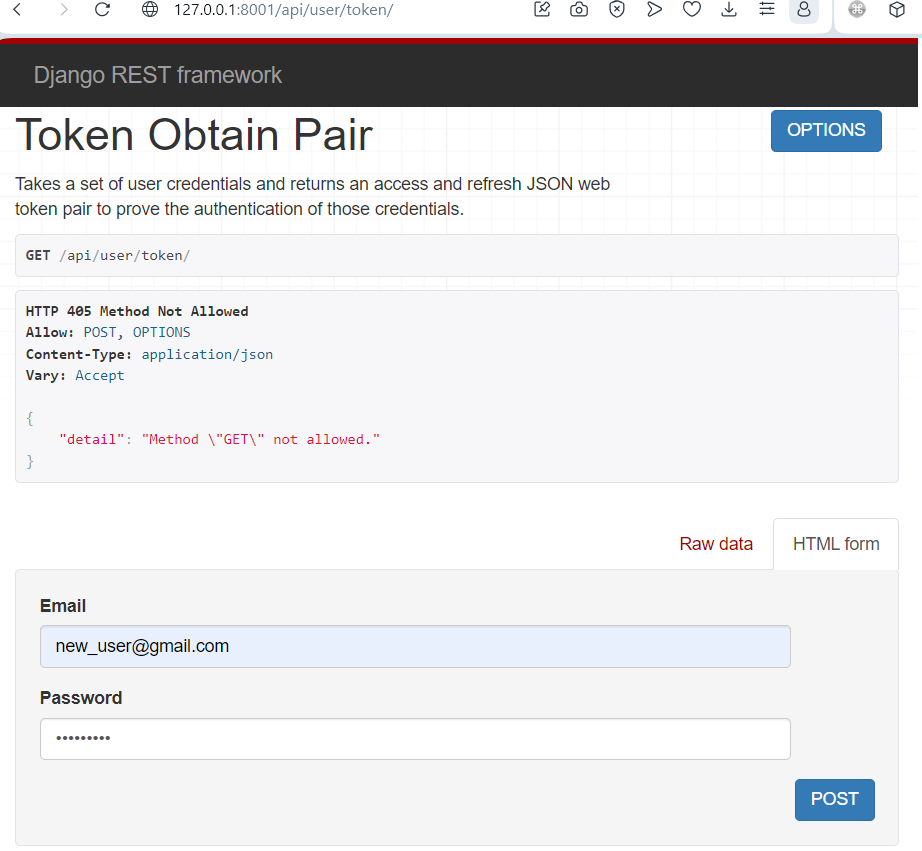 127.0.0.1:8001/api/user/token/
Django REST framework
Token Obtain Pair
OPTIONS
Takes a set of user credentials and returns an access and refresh JSON web
token pair to prove the authentication of those credentials.
GET /api/user/token/
HTTP 405 Method Not Allowed
Allow: POST, OPTIONS
Content-Type: application/json
Vary: Accept
{
"detail": "Method \"GET\" not allowed."
}
Raw data
HTML form
Email
new_user@gmail.com
Password
•••••••••
POST